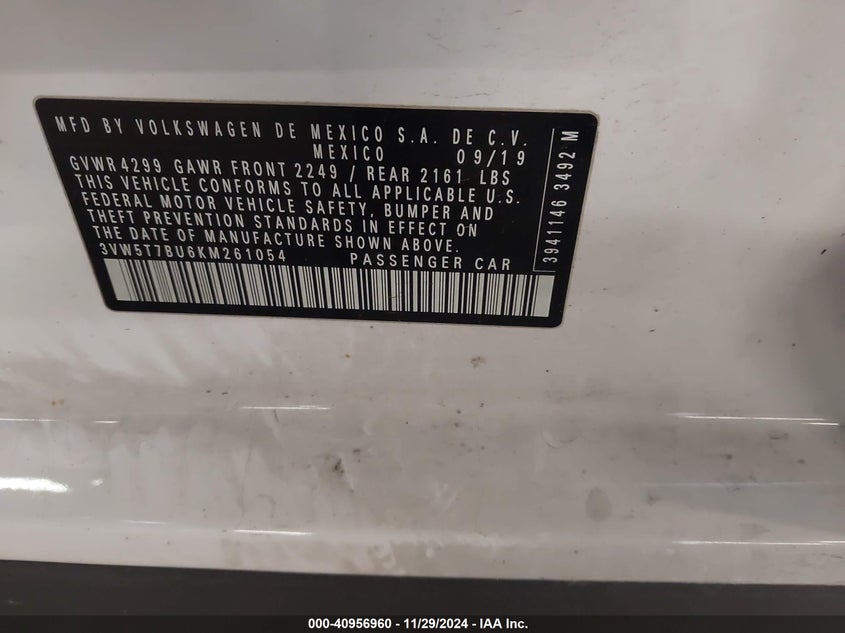 MFD BY VOLKSWAGEN DE MEXICO S.A. DE C.V.
MEXICO 09/19
GVWR 4299 GAWR FRONT 2249 / REAR 2161 LBS
THIS VEHICLE CONFORMS TO ALL APPLICABLE U.S.
FEDERAL MOTOR VEHICLE SAFETY, BUMPER AND
THEFT PREVENTION STANDARDS IN EFFECT ON
THE DATE OF MANUFACTURE SHOWN ABOVE.
3VW5T7BU6KM261054 PASSENGER CAR
3941146 3492 M
000-40956960 - 11/29/2024 - IAA Inc.